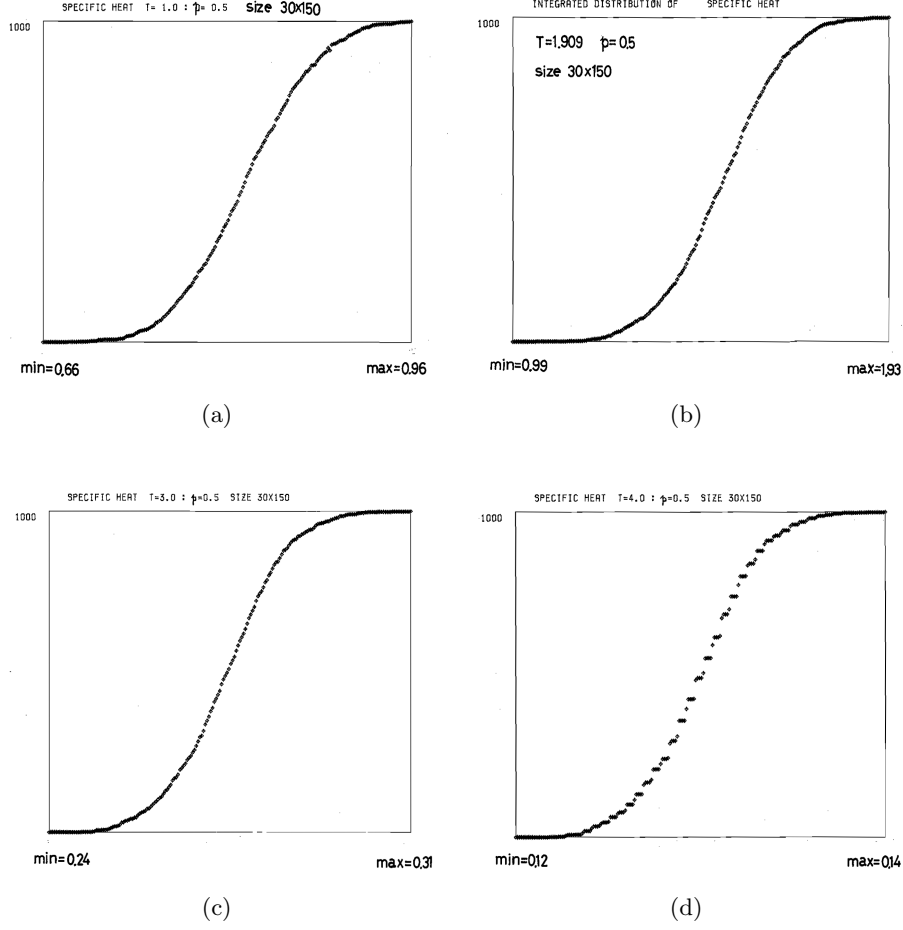 SPECIFIC HEAT T= 1.0 : p= 0.5 size 30x150
1000
min=0.66
max=0.96
(a)
INTEGRATED DISTRIBUTION OF SPECIFIC HEAT
1000
T=1.909 p=0.5
size 30x150
min=0.99
max=1.93
(b)
SPECIFIC HEAT T=3.0 : p=0.5 SIZE 30X150
1000
min=0.24
max=0.31
(c)
SPECIFIC HEAT T=4.0 : p=0.5 SIZE 30X150
1000
min=0.12
max=0.14
(d)